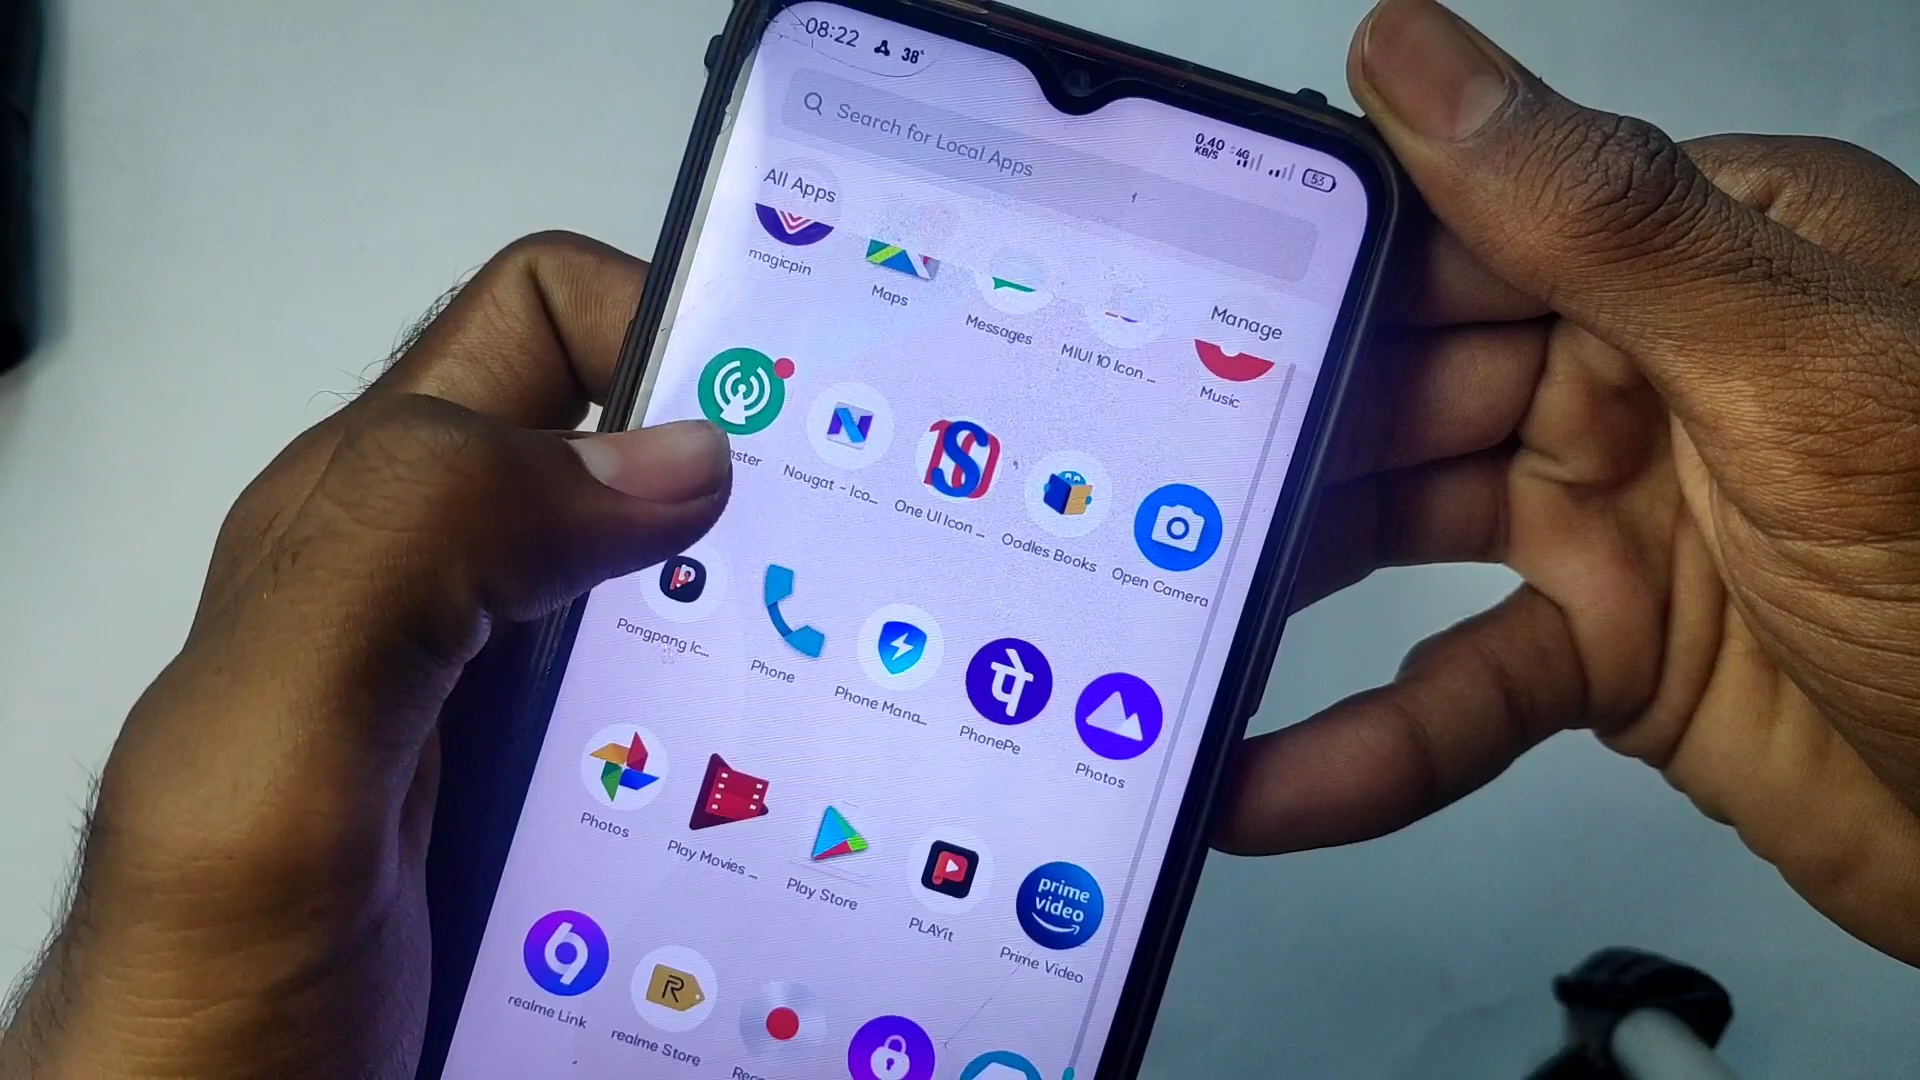 08:22 38°
0.40 KB/S 4G 53
Search for Local Apps
All Apps
Manage
magicpin
Maps
Messages
MIUI 10 Icon ...
Music
nster
Nougat - Ico...
One UI Icon ...
Oodles Books
Open Camera
Pangpang Ic...
Phone
Phone Mana...
पे
PhonePe
Photos
Photos
Play Movies ...
Play Store
PLAYit
prime
video
Prime Video
realme Link
R
realme Store
Rec